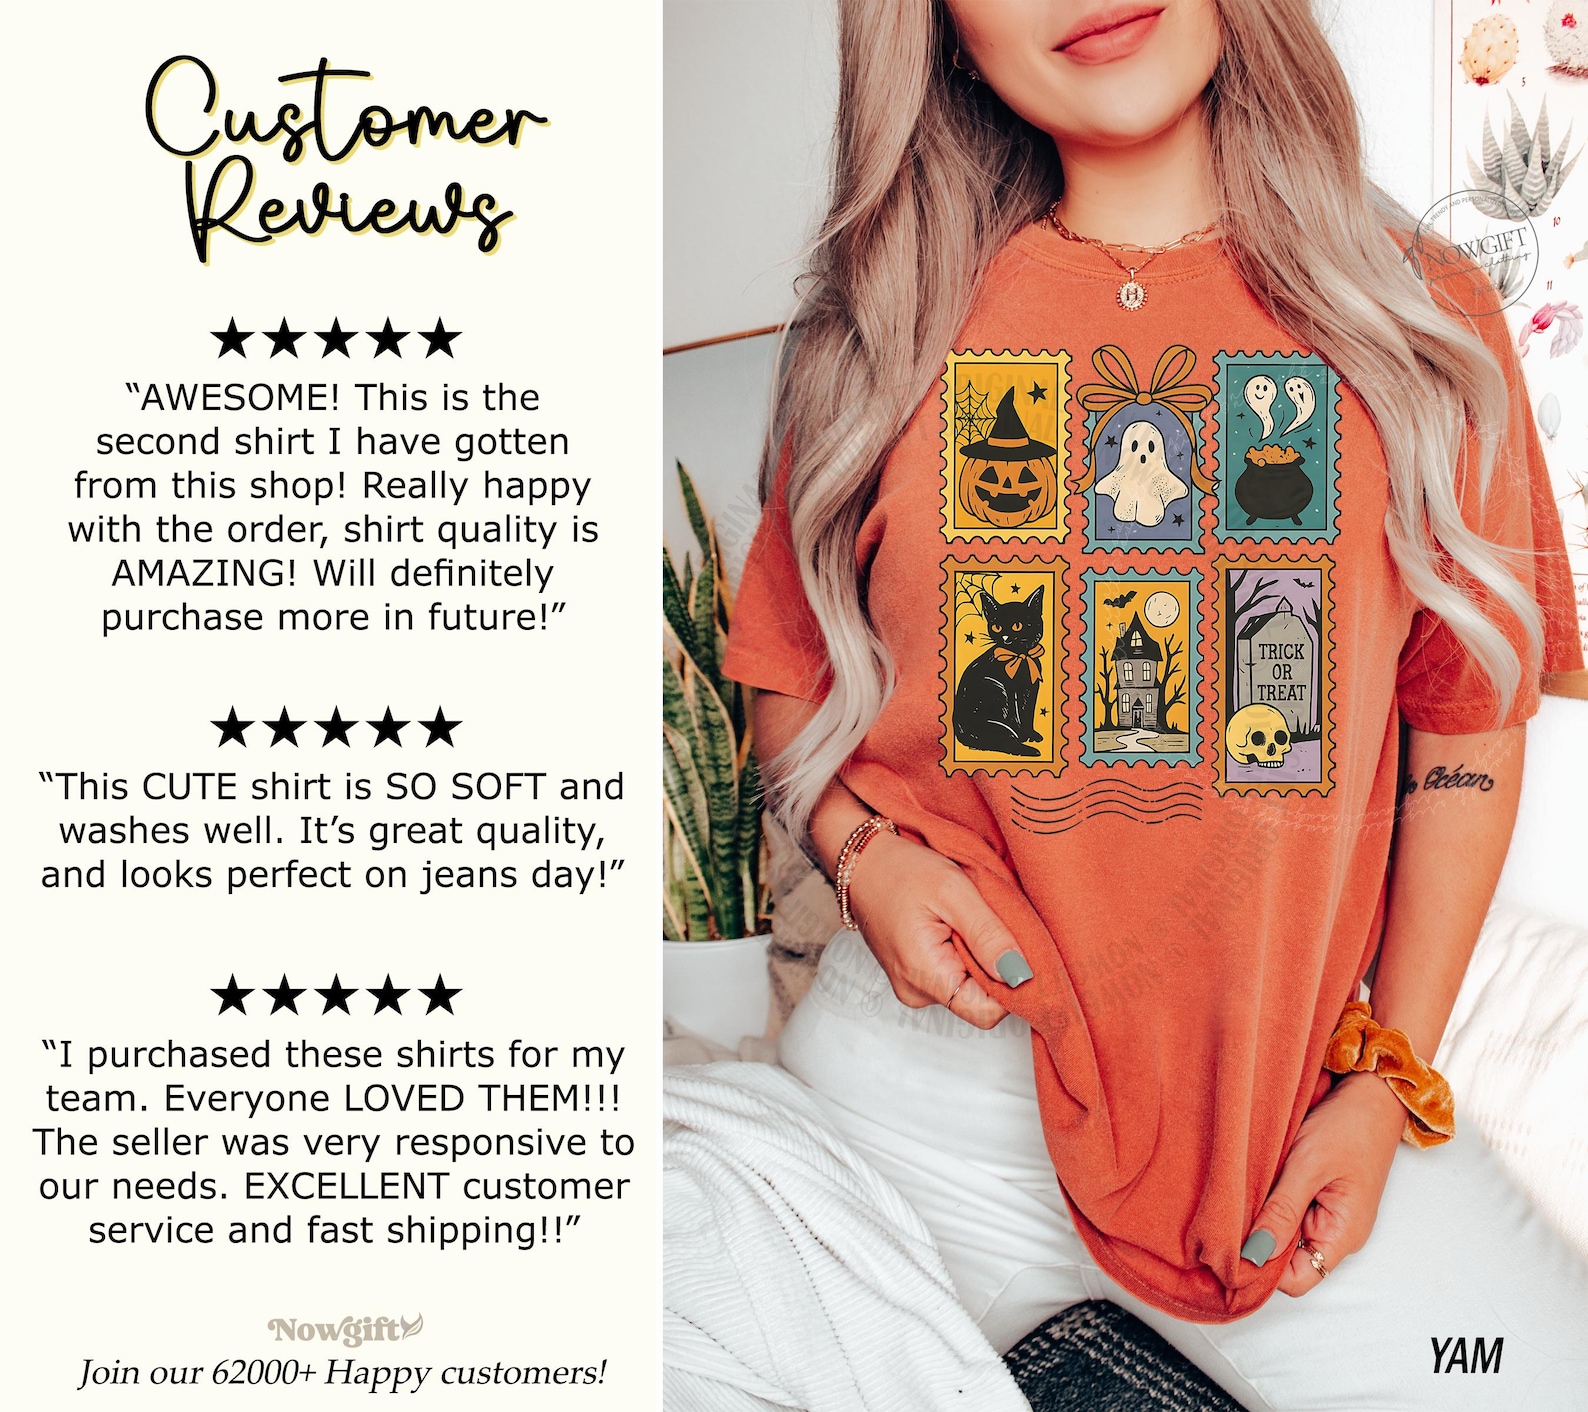 Customer
Reviews
★★★★★
“AWESOME! This is the
second shirt I have gotten
from this shop! Really happy
with the order, shirt quality is
AMAZING! Will definitely
purchase more in future!”
★★★★★
“This CUTE shirt is SO SOFT and
washes well. It’s great quality,
and looks perfect on jeans day!”
★★★★★
“I purchased these shirts for my
team. Everyone LOVED THEM!!!
The seller was very responsive to
our needs. EXCELLENT customer
service and fast shipping!!”
Nowgift
Join our 62000+ Happy customers!
NOWGIFT
TRICK
OR
TREAT
Océan
H
5
10
11
YAM